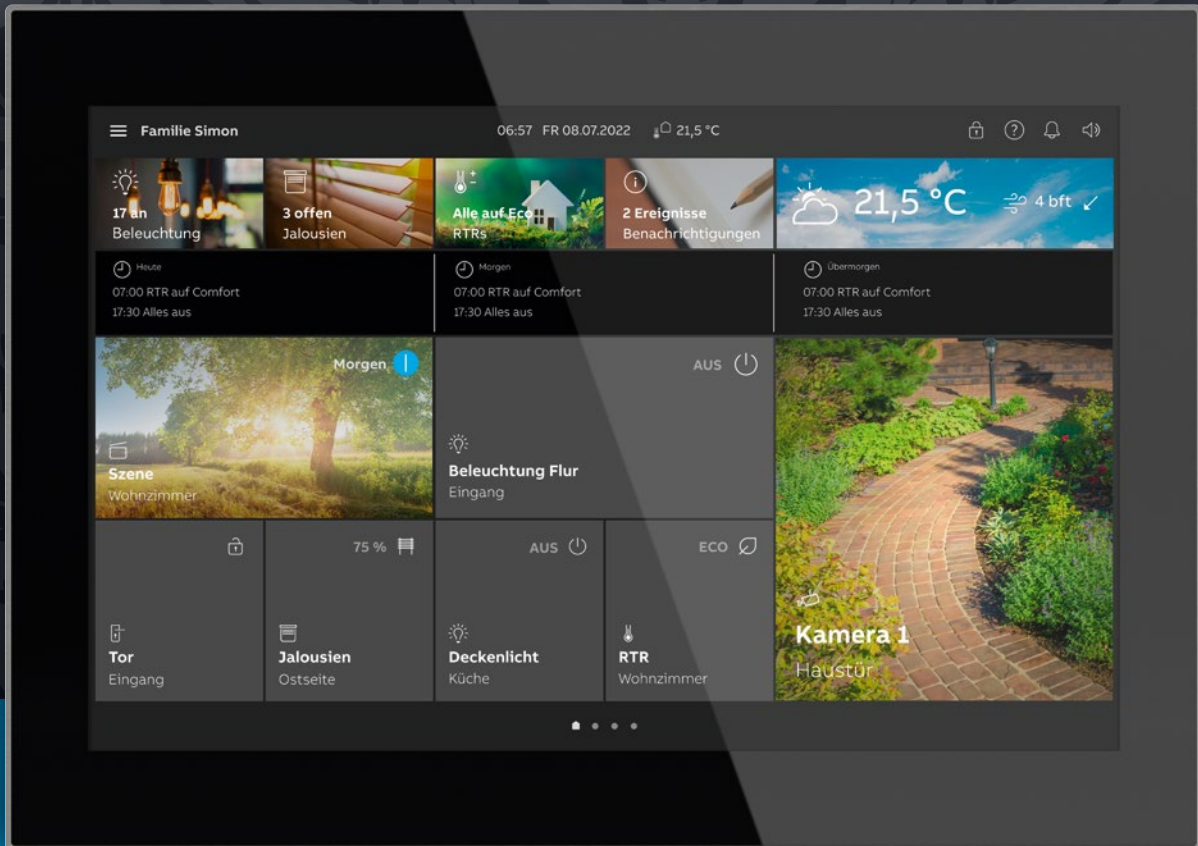 Familie Simon
06:57 FR 08.07.2022 21,5 °C
17 an
Beleuchtung
3 offen
Jalousien
Alle auf Eco
RTRs
2 Ereignisse
Benachrichtigungen
21,5 °C
4 bft
Heute
07:00 RTR auf Comfort
17:30 Alles aus
Morgen
07:00 RTR auf Comfort
17:30 Alles aus
Übermorgen
07:00 RTR auf Comfort
17:30 Alles aus
Morgen
Szene
Wohnzimmer
AUS
Beleuchtung Flur
Eingang
Kamera 1
Haustür
Tor
Eingang
75 %
Jalousien
Ostseite
AUS
Deckenlicht
Küche
ECO
RTR
Wohnzimmer